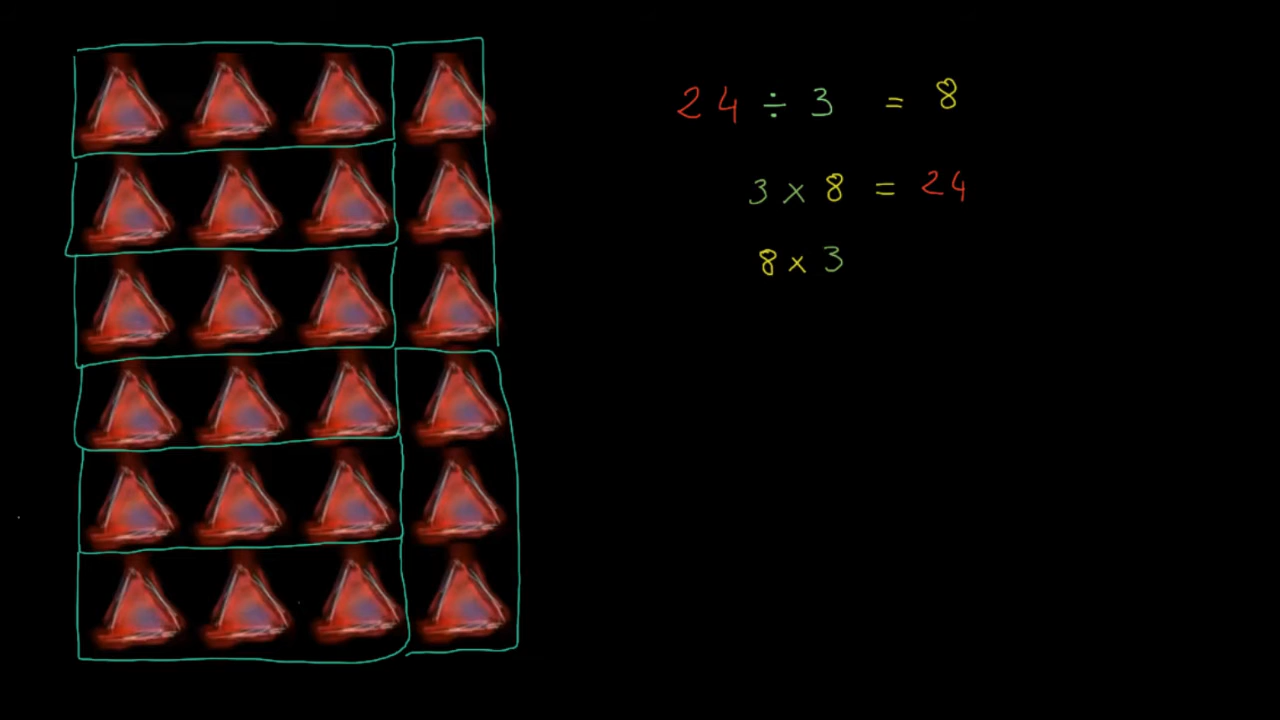 24 ÷ 3 = 8
3 × 8 = 24
8 × 3